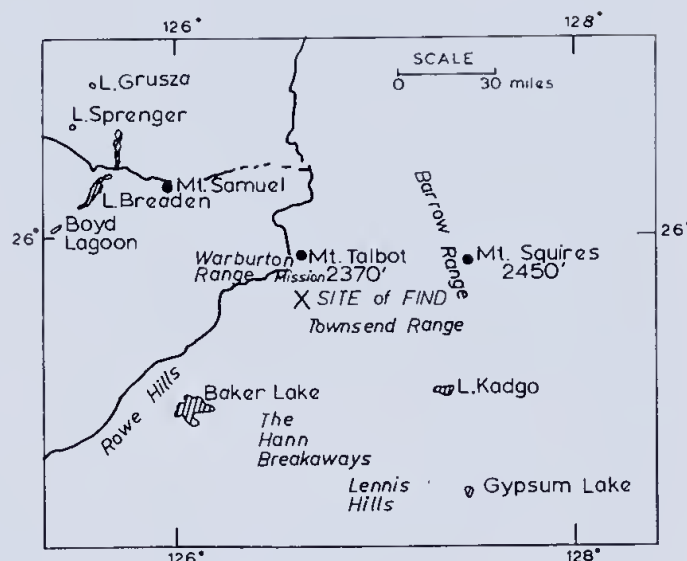 126°
128°
SCALE
0 30 miles
L.Grusza
L.Sprenger
Mt. Samuel
L.Breaden
Boyd
Lagoon
26°
26°
Barrow Range
Warburton
Range
Mt. Talbot
Mission 2370'
Mt. Squires
2450'
X SITE of FIND
Townsend Range
Rawe Hills
Baker Lake
L.Kadgo
The
Hann
Breakaways
Lennis
Hills
Gypsum Lake
126°
128°